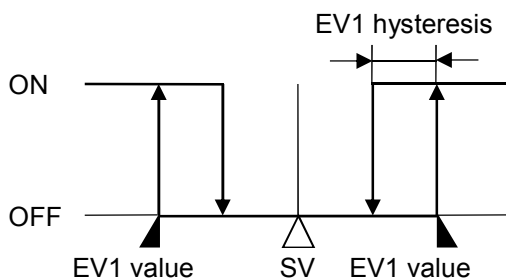 EV1 hysteresis
ON
OFF
EV1 value SV EV1 value